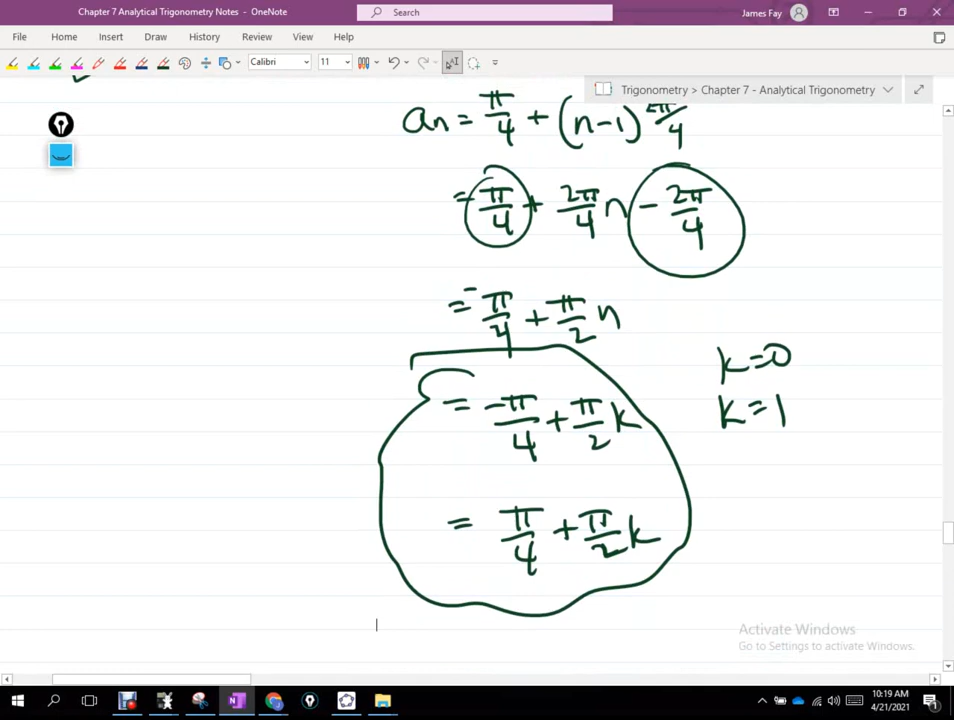 Chapter 7 Analytical Trigonometry Notes - OneNote
Search
James Fay
File Home Insert Draw History Review View Help
Calibri 11
Trigonometry > Chapter 7 - Analytical Trigonometry
an = π/4 + (n-1) 2π/4
= π/4 + 2π/4 n - 2π/4
= -π/4 + π/2 n
k=0
= -π/4 + π/2 k
k=1
= π/4 + π/2 k
Activate Windows
Go to Settings to activate Windows.
10:19 AM
4/21/2021